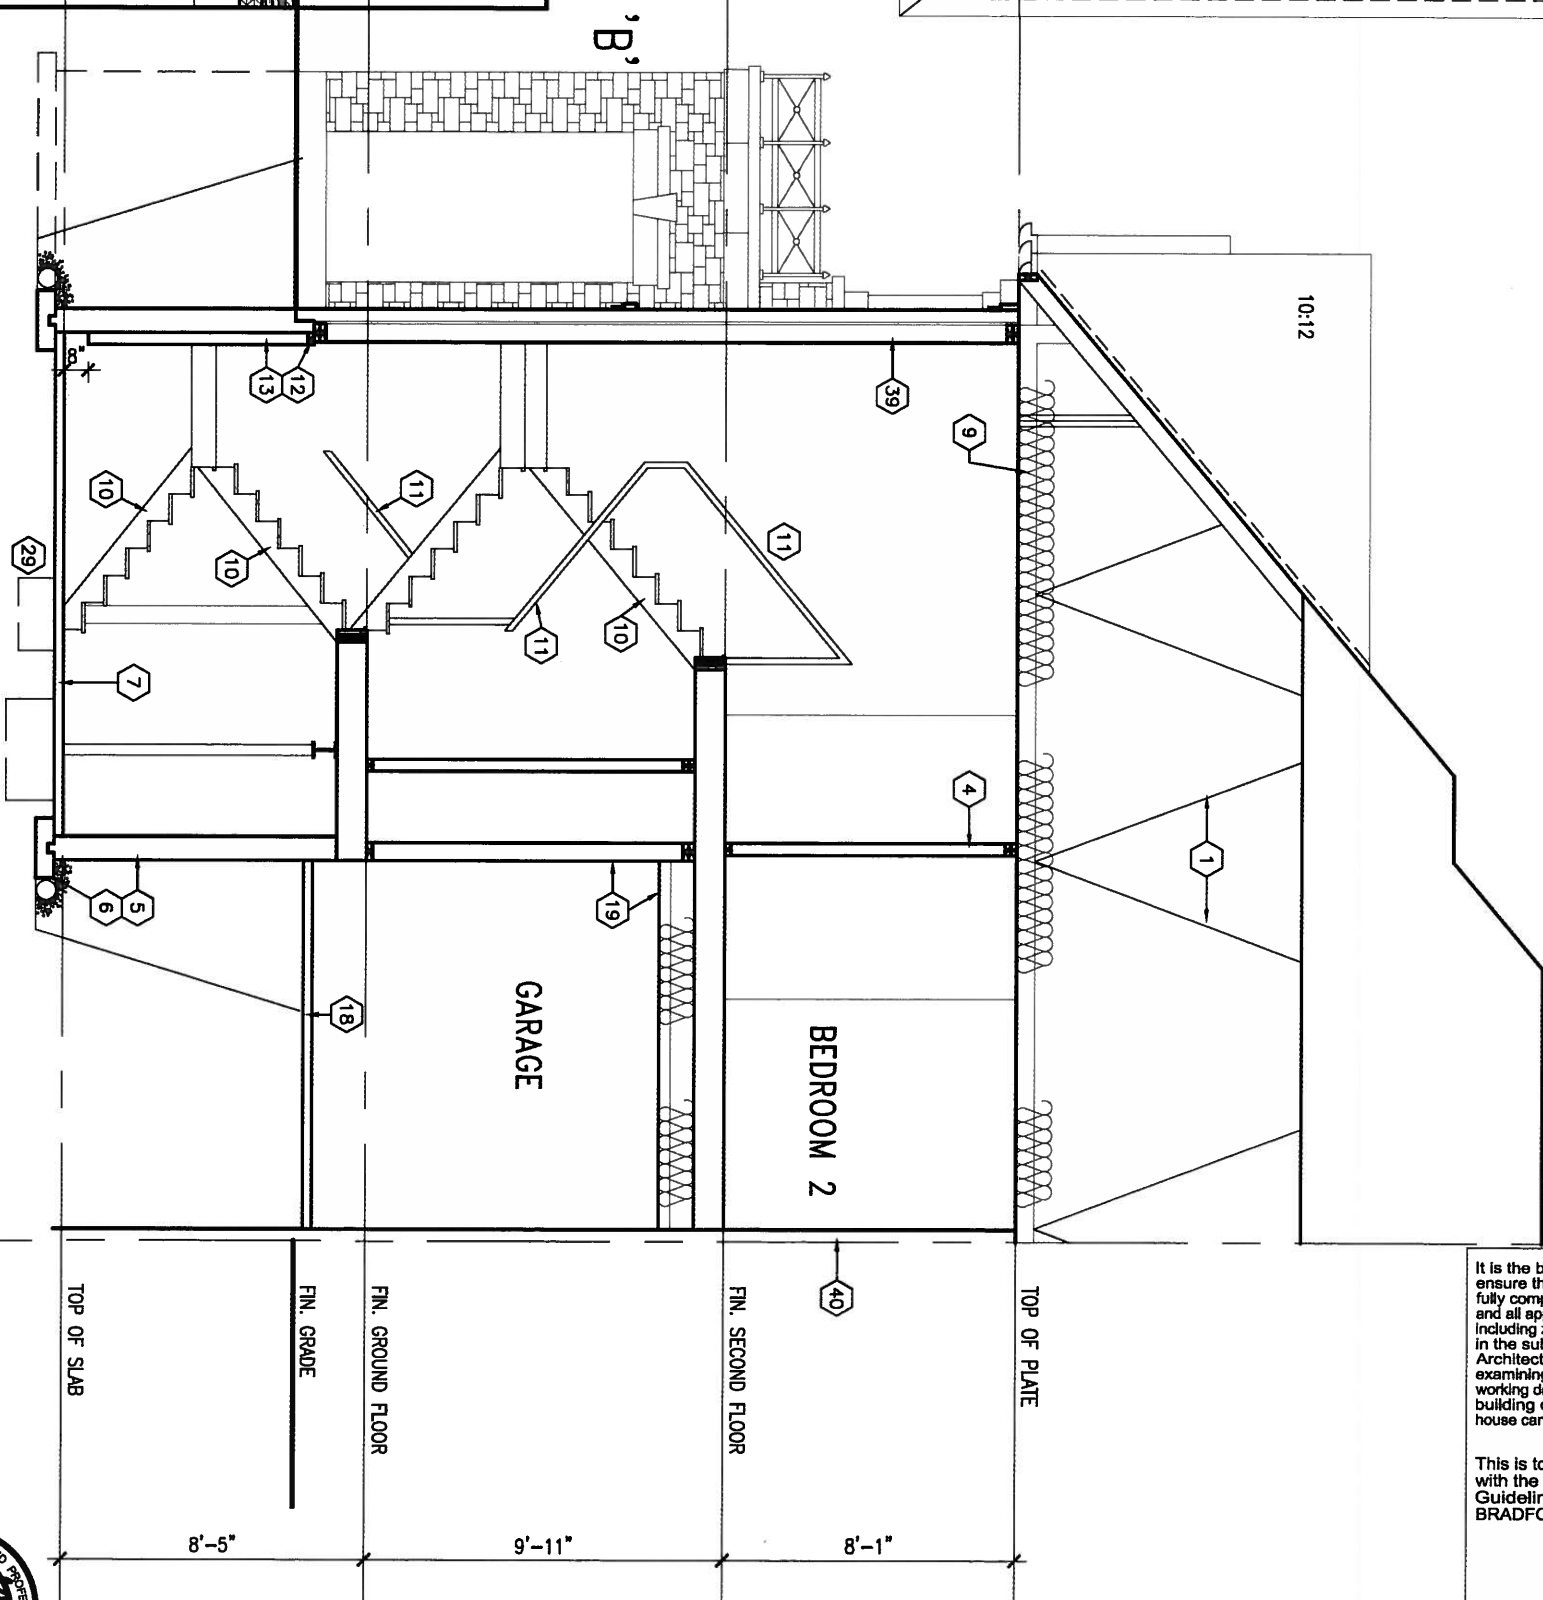 'B'
10:12
8"
13
12
39
9
10
11
11
10
29
10
11
7
4
1
6
5
19
18
GARAGE
BEDROOM 2
40
TOP OF PLATE
FIN. SECOND FLOOR
FIN. GROUND FLOOR
FIN. GRADE
TOP OF SLAB
8'-1"
9'-11"
8'-5"
It is the b
ensure th
fully comp
and all ap
including
in the su
Architect
examining
working d
building
house car
This is to
with the
Guidelin
BRADFO
PROFE